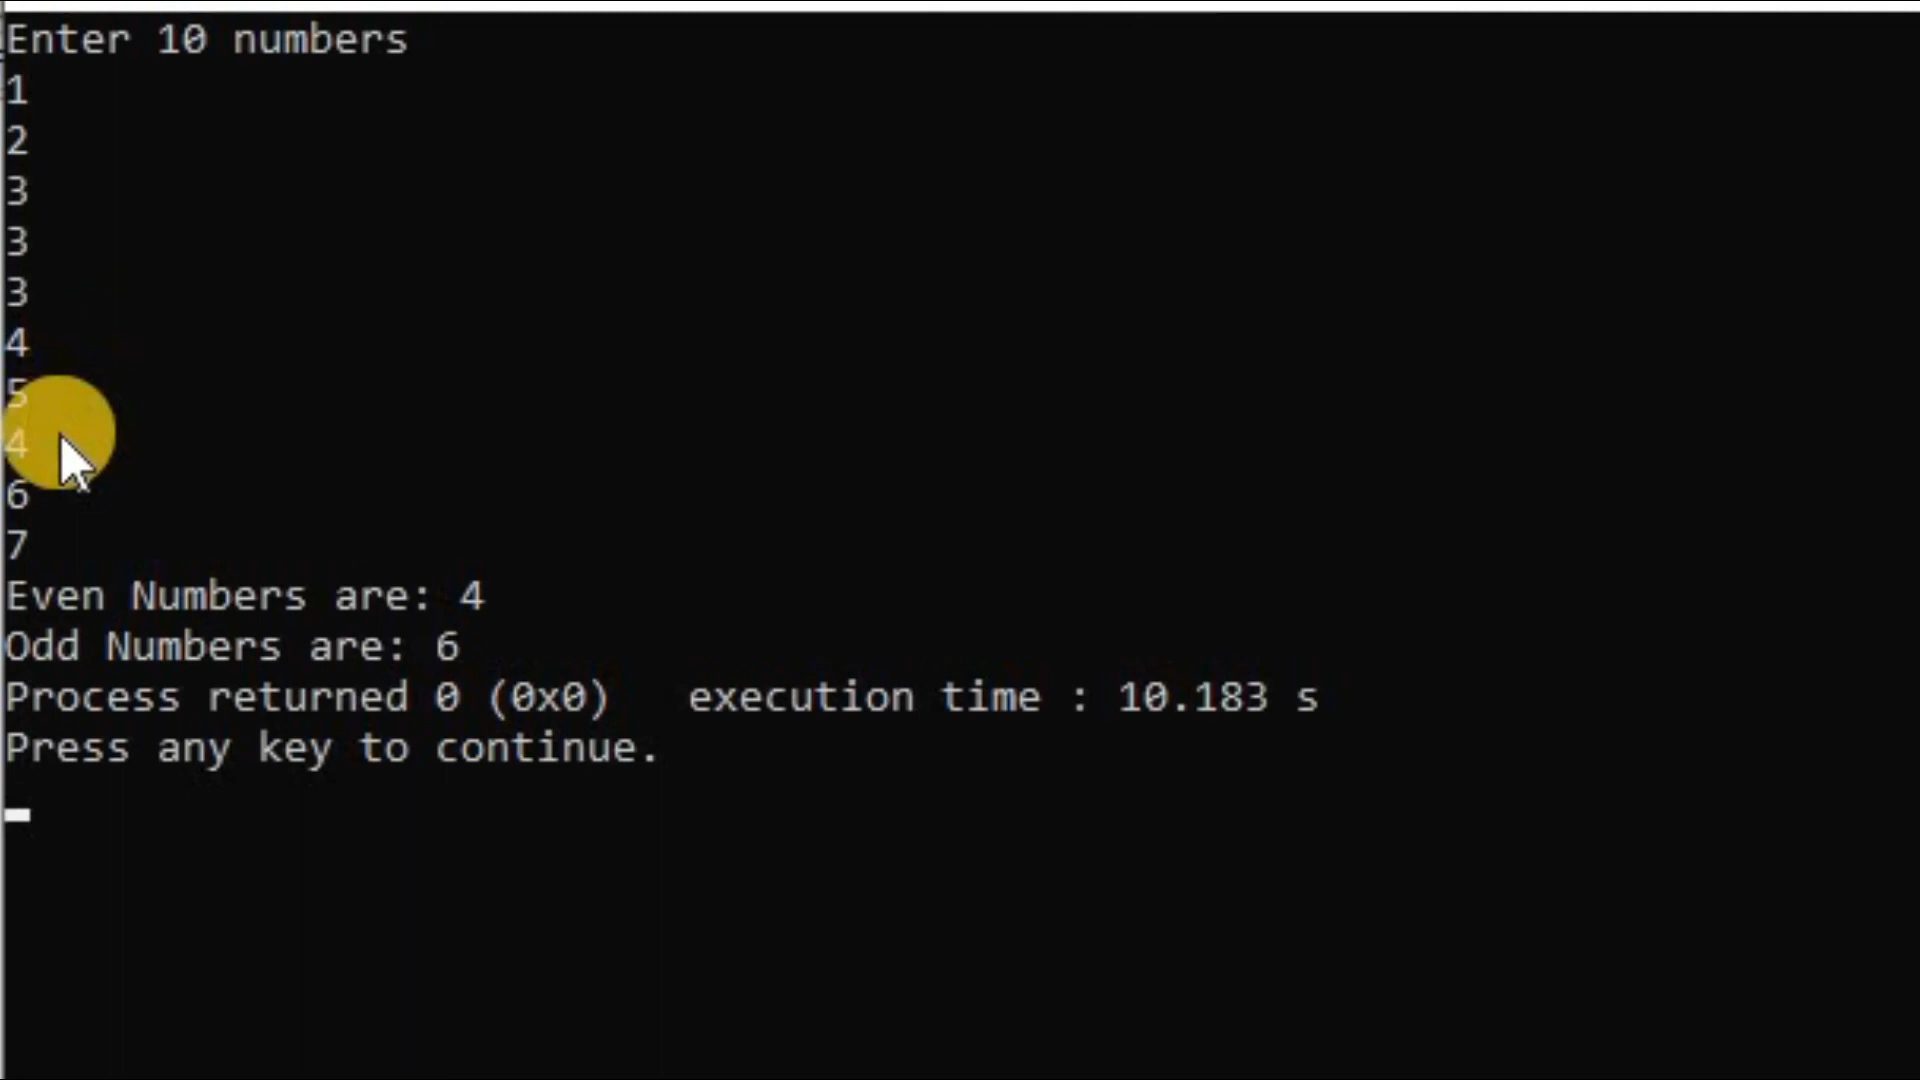 Enter 10 numbers
1
2
3
3
3
4
5
4
6
7
Even Numbers are: 4
Odd Numbers are: 6
Process returned 0 (0x0)   execution time : 10.183 s
Press any key to continue.